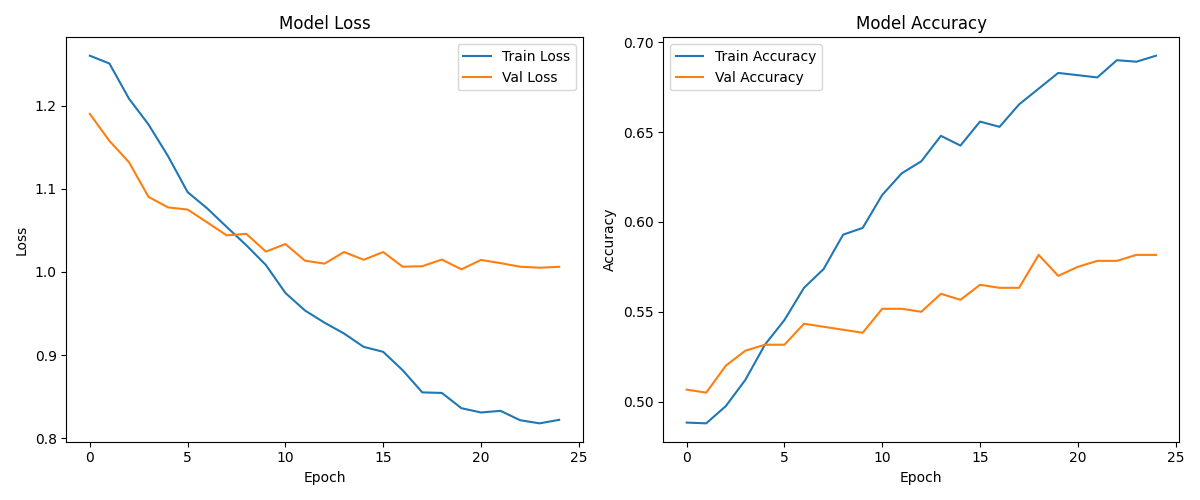 Model Loss
Train Loss
Val Loss
Loss
1.2
1.1
1.0
0.9
0.8
0 5 10 15 20 25
Epoch
Model Accuracy
Train Accuracy
Val Accuracy
Accuracy
0.70
0.65
0.60
0.55
0.50
0 5 10 15 20 25
Epoch